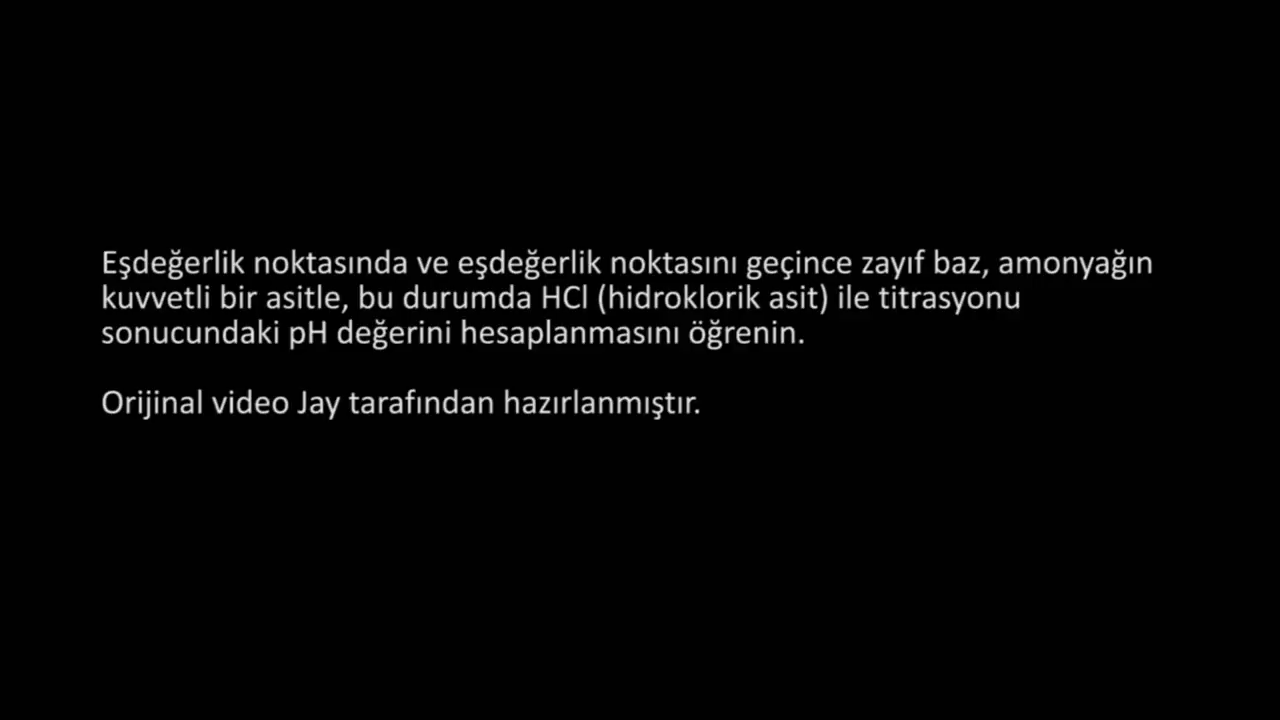 Eşdeğerlik noktasında ve eşdeğerlik noktasını geçince zayıf baz, amonyağın
kuvvetli bir asitle, bu durumda HCl (hidroklorik asit) ile titrasyonu
sonucundaki pH değerini hesaplanmasını öğrenin.
Orijinal video Jay tarafından hazırlanmıştır.